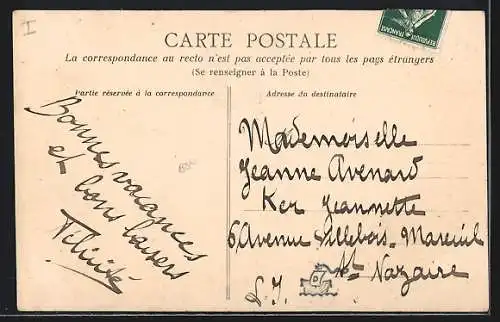 I
CARTE POSTALE
La correspondance au recto n'est pas acceptée par tous les pays étrangers
(Se renseigner à la Poste)
Partie réservée à la correspondance
Bonnes vacances
et bons baisers
Félicité
Adresse du destinataire
Mademoiselle
Jeanne Avenard
Ker Jeannette
6 Avenue Villebois-Mareuil
St Nazaire
L. I.